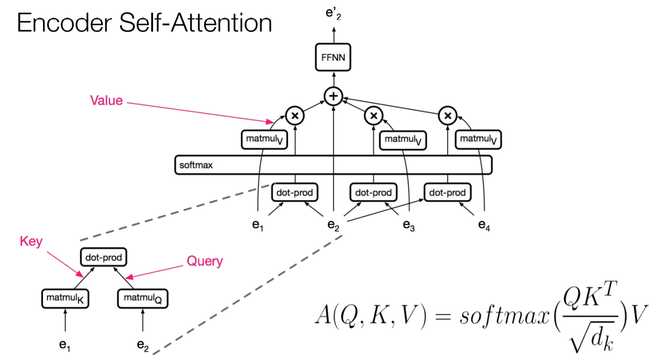 Encoder Self-Attention
e'₂
FFNN
+
Value
× × ×
matmulV matmulV matmulV
softmax
dot-prod dot-prod dot-prod
e₁ e₂ e₃ e₄
Key
dot-prod
Query
matmulK matmulQ
e₁ e₂
A(Q, K, V) = softmax(QK^T/√d_k)V